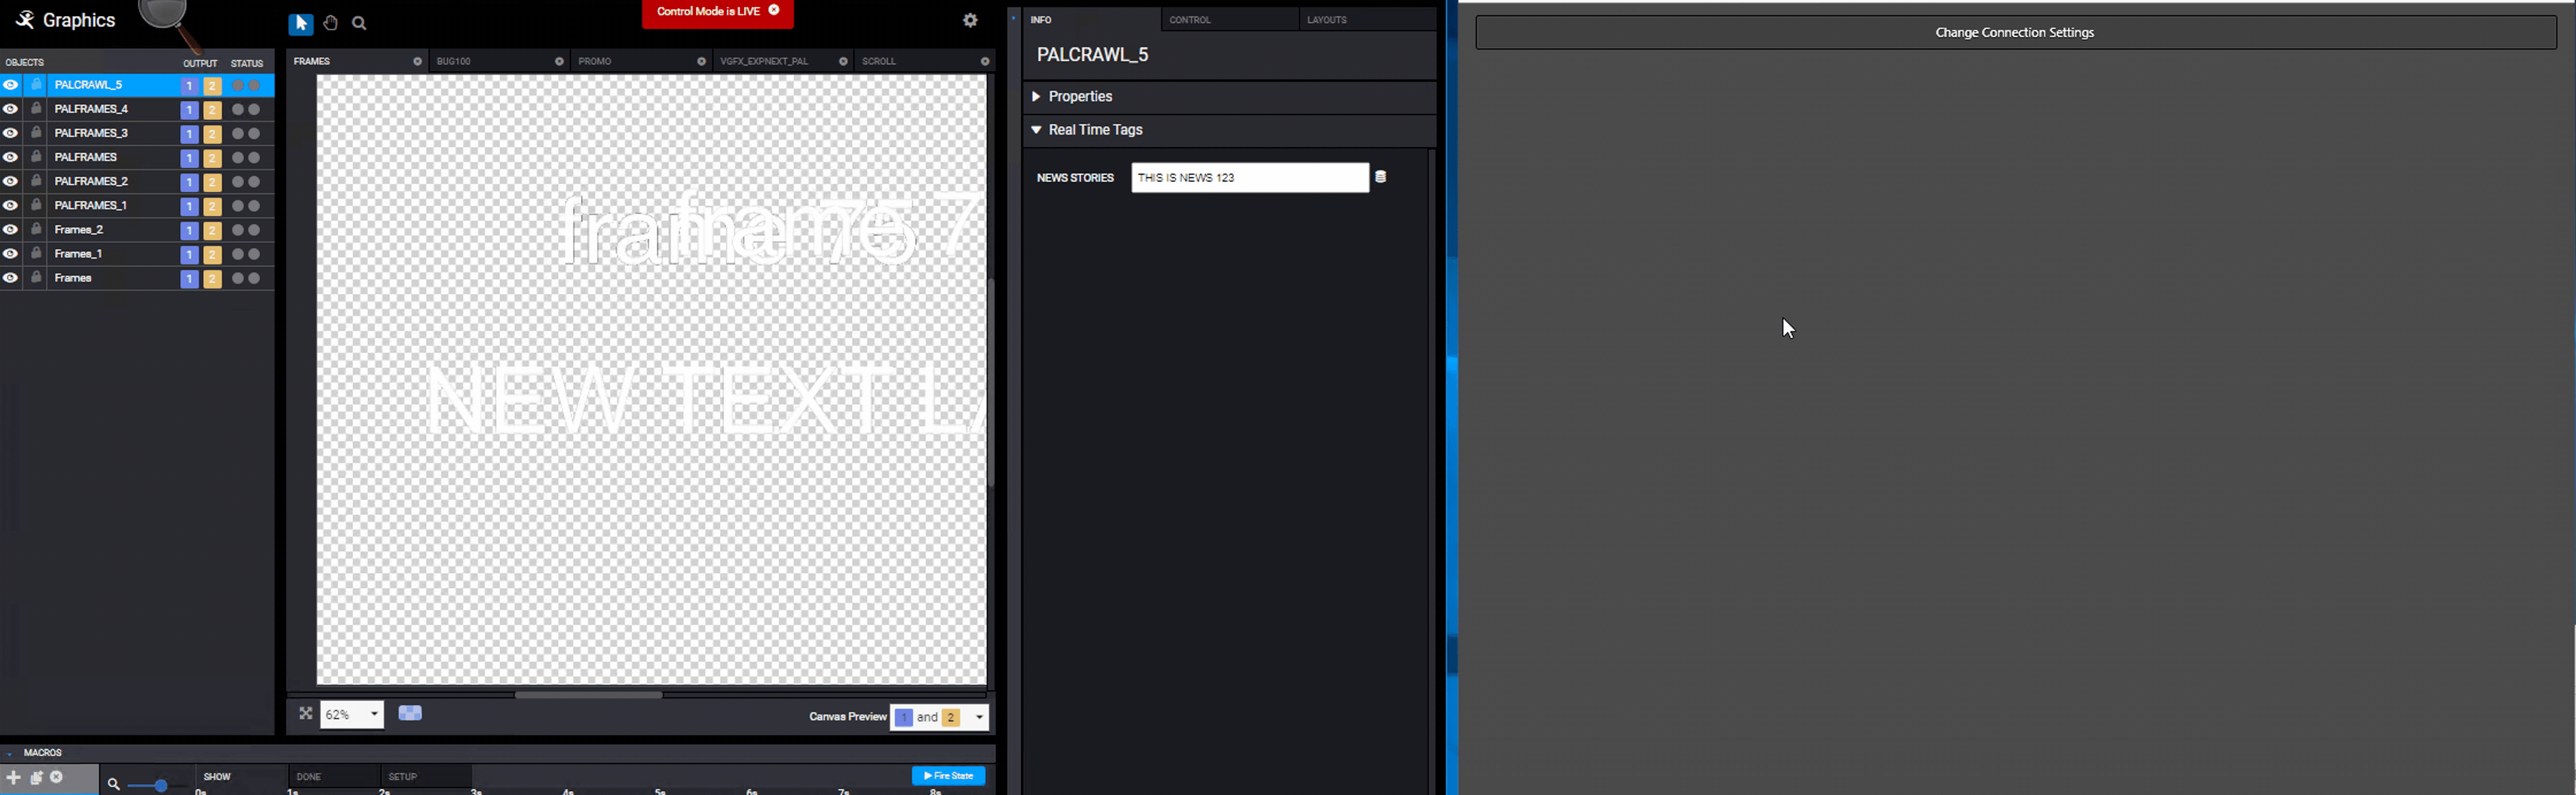 Graphics
Control Mode is LIVE
INFO
CONTROL
LAYOUTS
Change Connection Settings
OBJECTS
OUTPUT
STATUS
FRAMES
BUG100
PROMO
VGFX_EXPNEXT_PAL
SCROLL
PALCRAWL_5
PALCRAWL_5 1 2
PALFRAMES_4 1 2
PALFRAMES_3 1 2
PALFRAMES 1 2
PALFRAMES_2 1 2
PALFRAMES_1 1 2
Frames_2 1 2
Frames_1 1 2
Frames 1 2
Properties
Real Time Tags
NEWS STORIES THIS IS NEWS 123
NEW TEXT
62%
Canvas Preview 1 and 2
MACROS
SHOW
DONE
SETUP
Fire State
0s 1s 2s 3s 4s 5s 6s 7s 8s